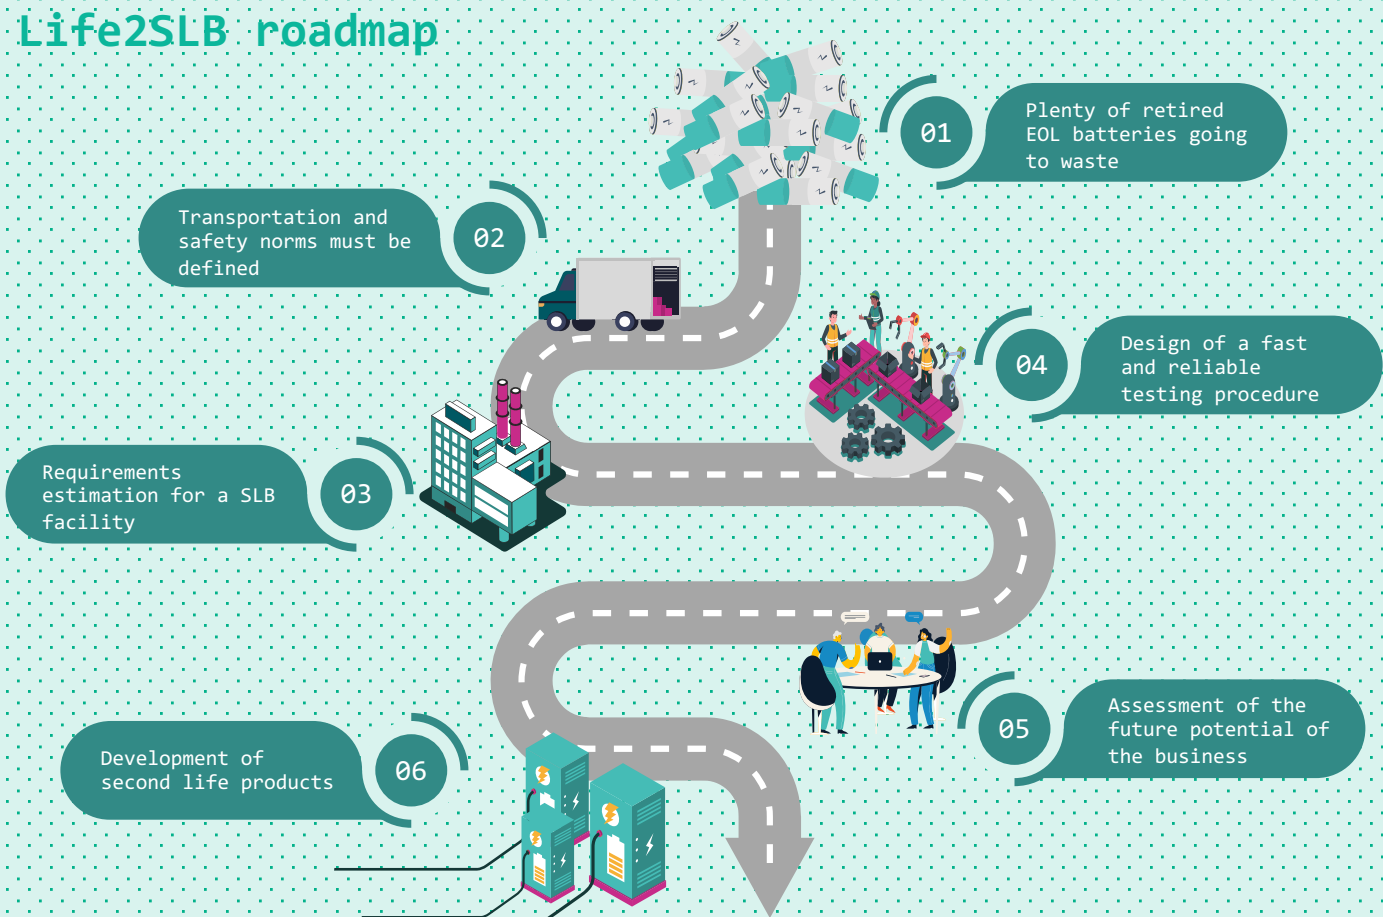 Life2SLB roadmap
01
Plenty of retired
EOL batteries going
to waste
02
Transportation and
safety norms must be
defined
03
Requirements
estimation for a SLB
facility
04
Design of a fast
and reliable
testing procedure
05
Assessment of the
future potential of
the business
06
Development of
second life products